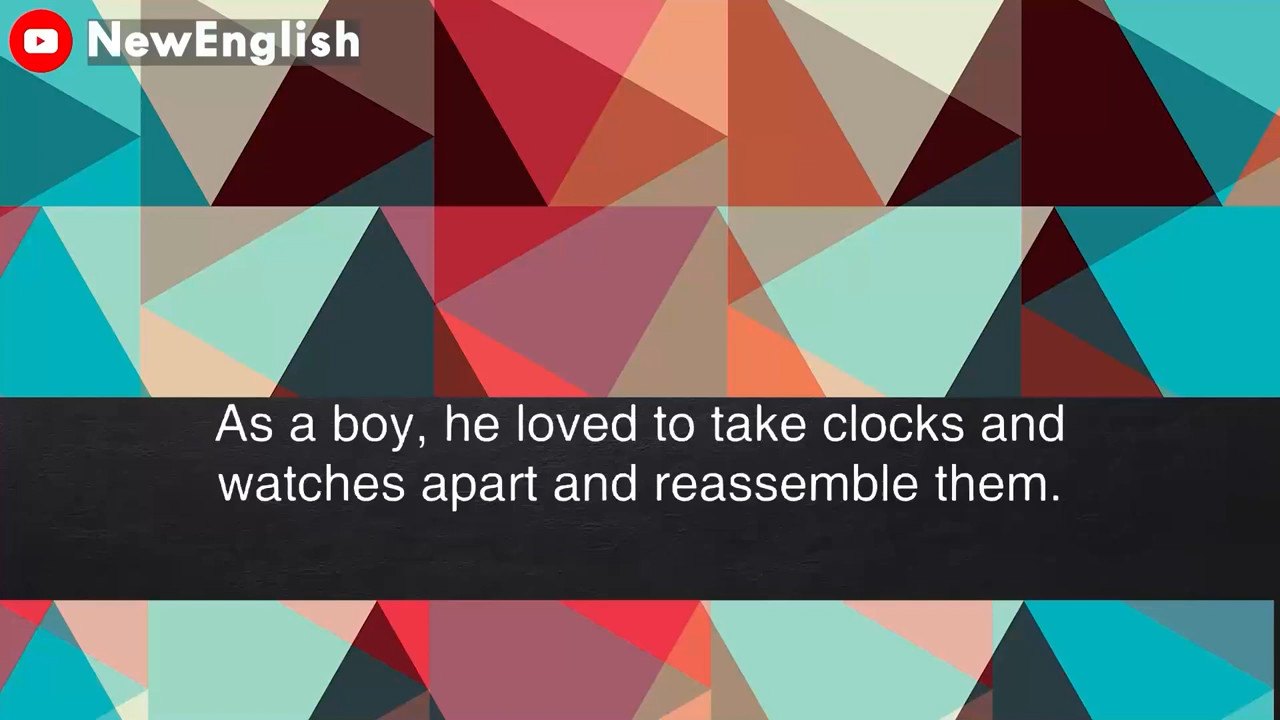 NewEnglish
As a boy, he loved to take clocks and
watches apart and reassemble them.